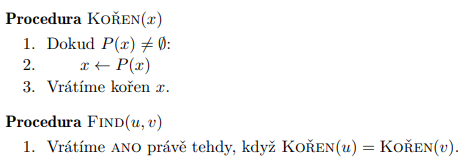 Procedura KOŘEN(x)
1. Dokud P(x) ≠ ∅:
2. x ← P(x)
3. Vrátíme kořen x.
Procedura FIND(u, v)
1. Vrátíme ANO právě tehdy, když KOŘEN(u) = KOŘEN(v).